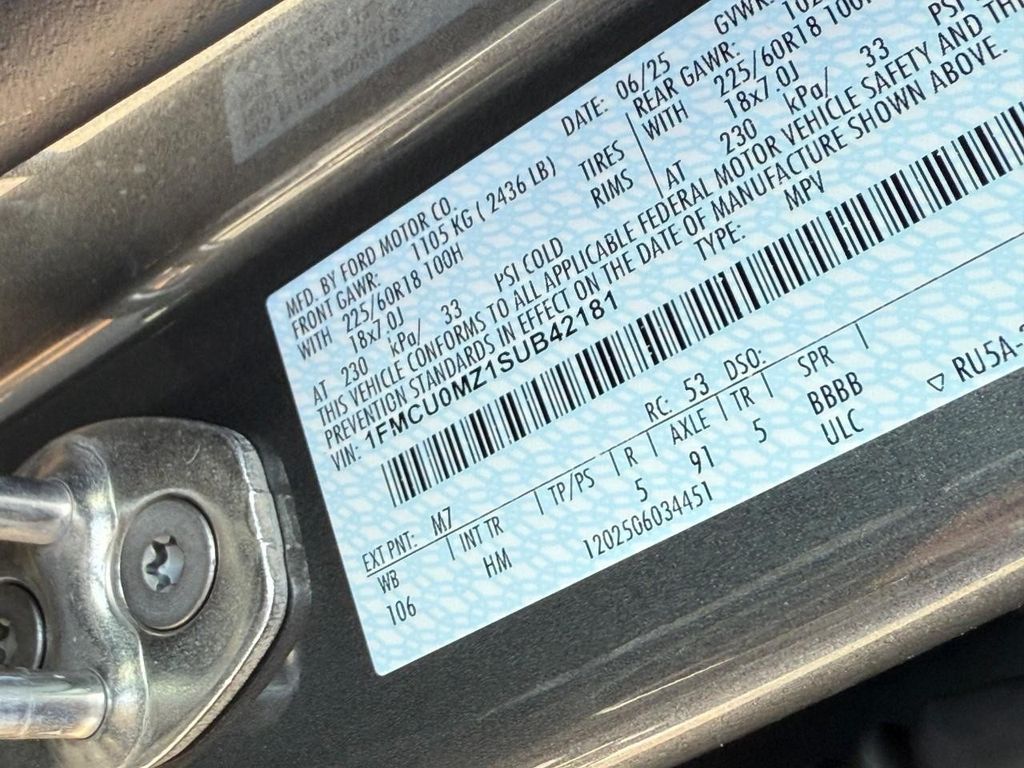 MFD. BY FORD MOTOR CO. DATE: 06/25 GVWR
FRONT GAWR: 1105 KG ( 2436 LB) REAR GAWR: 102
WITH 225/60R18 100H TIRES WITH 225/60R18 100
18x7.0J RIMS 18x7.0J
AT 230 kPa/ 33 PSI COLD AT 230 kPa/ 33 PSI
THIS VEHICLE CONFORMS TO ALL APPLICABLE FEDERAL MOTOR VEHICLE SAFETY AND
PREVENTION STANDARDS IN EFFECT ON THE DATE OF MANUFACTURE SHOWN ABOVE.
VIN: 1FMCU0MZ1SUB42181 TYPE: MPV
EXT PNT: M7 RC: 53 DSO:
WB INT TR TP/PS R AXLE TR SPR
106 HM 5 91 5 BBBB
1202506034451 ULC
▽ RU5A-